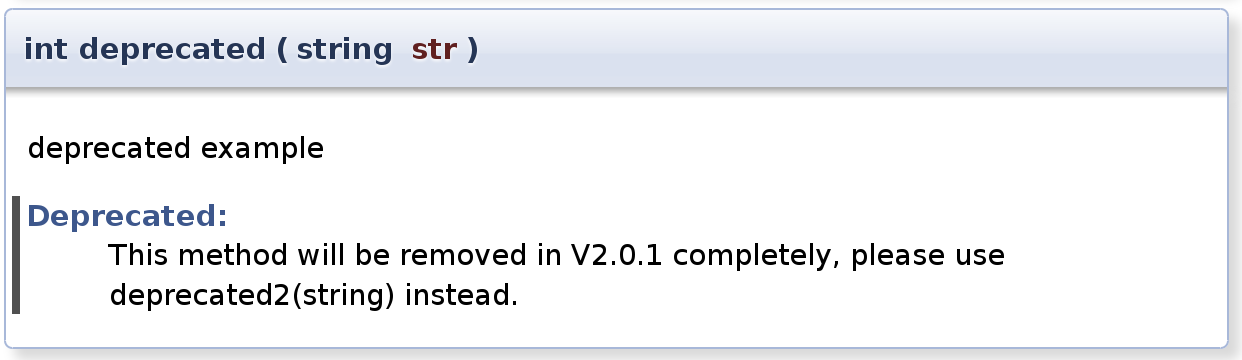 int deprecated ( string str )
deprecated example
Deprecated:
This method will be removed in V2.0.1 completely, please use
deprecated2(string) instead.